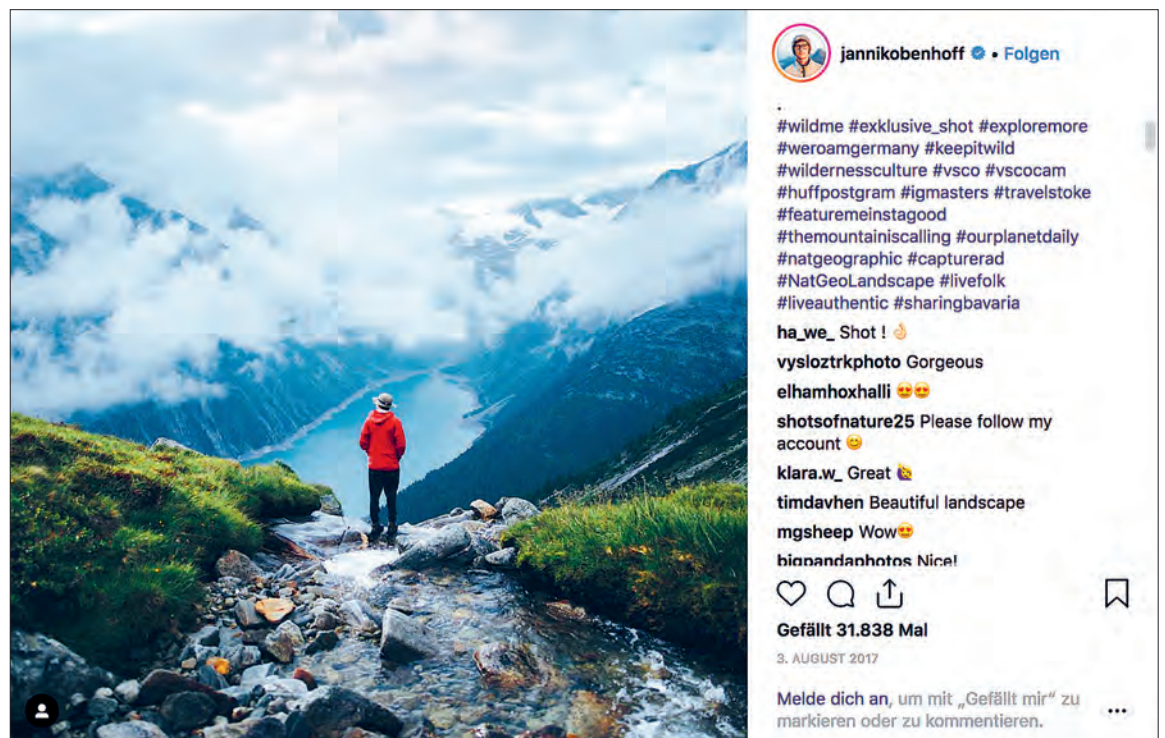 jannikobenhoff • Folgen
.
#wildme #exklusive_shot #exploremore
#weroamgermany #keepitwild
#wildernessculture #vsco #vscocam
#huffpostgram #igmasters #travelstoke
#featuremeinstagood
#themountainiscalling #ourplanetdaily
#natgeographic #capturerad
#NatGeoLandscape #livefolk
#liveauthentic #sharingbavaria
ha_we_ Shot ! 👌🏻
vysloztrkphoto Gorgeous
elhamhoxhalli 😍😍
shotsofnature25 Please follow my
account 😊
klara.w_ Great 🙋
timdavhen Beautiful landscape
mgsheep Wow😍
bigpandaphotos Nice!
Gefällt 31.838 Mal
3. AUGUST 2017
Melde dich an, um mit „Gefällt mir“ zu
markieren oder zu kommentieren.